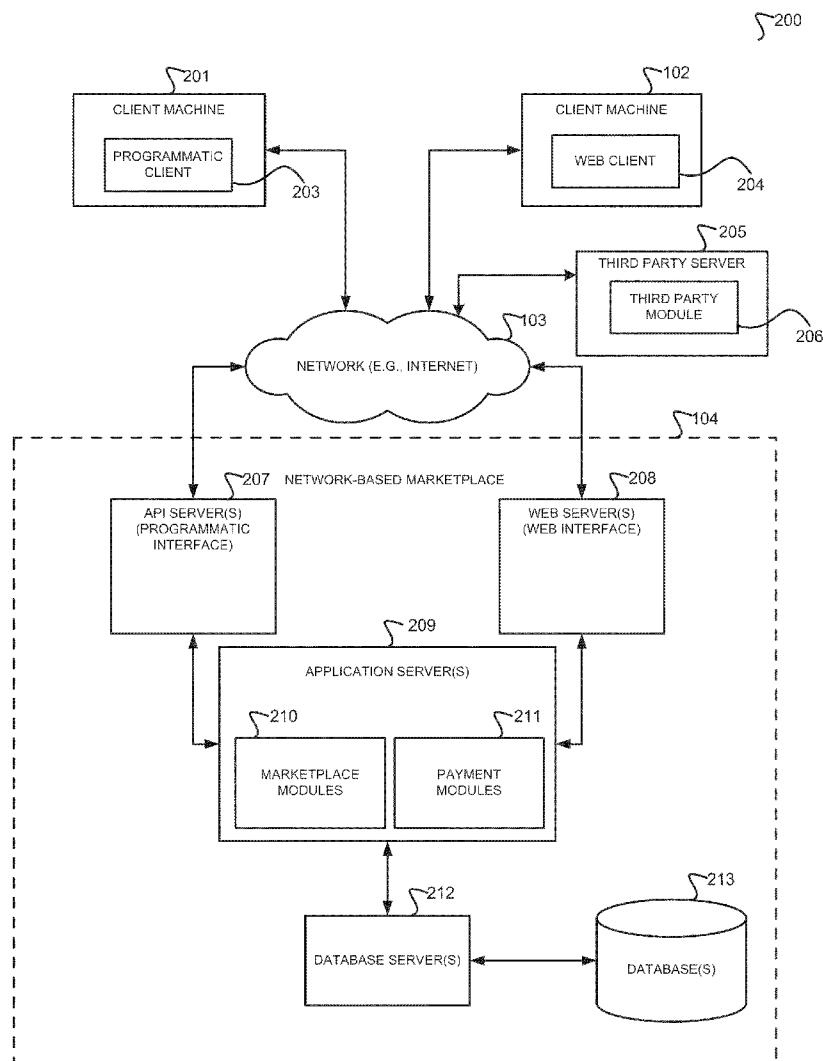 200
201
CLIENT MACHINE
PROGRAMMATIC
CLIENT
203
102
CLIENT MACHINE
WEB CLIENT
204
205
THIRD PARTY SERVER
THIRD PARTY
MODULE
206
103
NETWORK (E.G., INTERNET)
104
NETWORK-BASED MARKETPLACE
207
API SERVER(S)
(PROGRAMMATIC
INTERFACE)
208
WEB SERVER(S)
(WEB INTERFACE)
209
APPLICATION SERVER(S)
210
MARKETPLACE
MODULES
211
PAYMENT
MODULES
212
DATABASE SERVER(S)
213
DATABASE(S)